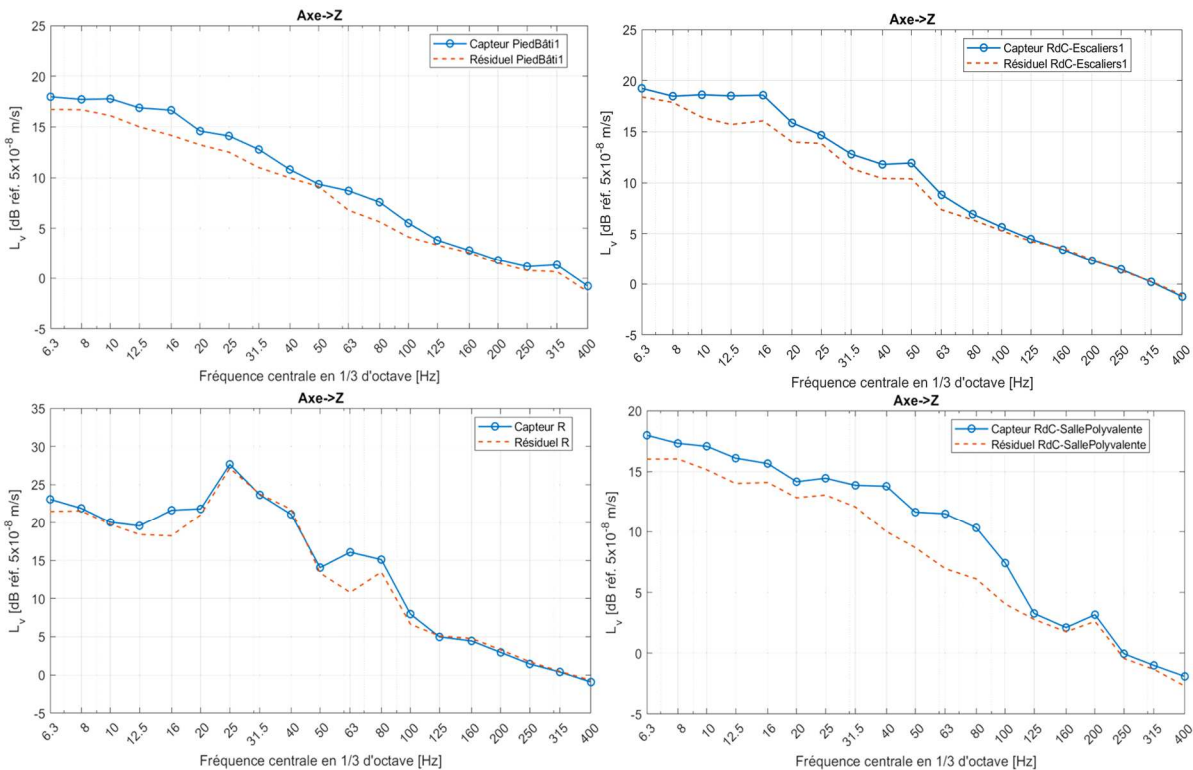 Axe->Z
25
20
15
10
5
0
-5
L_v [dB réf. 5x10^-8 m/s]
Capteur PiedBâti1
Résiduel PiedBâti1
6.3 8 10 12.5 16 20 25 31.5 40 50 63 80 100 125 160 200 250 315 400
Fréquence centrale en 1/3 d'octave [Hz]
Axe->Z
25
20
15
10
5
0
-5
L_v [dB réf. 5x10^-8 m/s]
Capteur RdC-Escaliers1
Résiduel RdC-Escaliers1
6.3 8 10 12.5 16 20 25 31.5 40 50 63 80 100 125 160 200 250 315 400
Fréquence centrale en 1/3 d'octave [Hz]
Axe->Z
35
30
25
20
15
10
5
0
-5
L_v [dB réf. 5x10^-8 m/s]
Capteur R
Résiduel R
6.3 8 10 12.5 16 20 25 31.5 40 50 63 80 100 125 160 200 250 315 400
Fréquence centrale en 1/3 d'octave [Hz]
Axe->Z
20
15
10
5
0
-5
L_v [dB réf. 5x10^-8 m/s]
Capteur RdC-SallePolyvalente
Résiduel RdC-SallePolyvalente
6.3 8 10 12.5 16 20 25 31.5 40 50 63 80 100 125 160 200 250 315 400
Fréquence centrale en 1/3 d'octave [Hz]